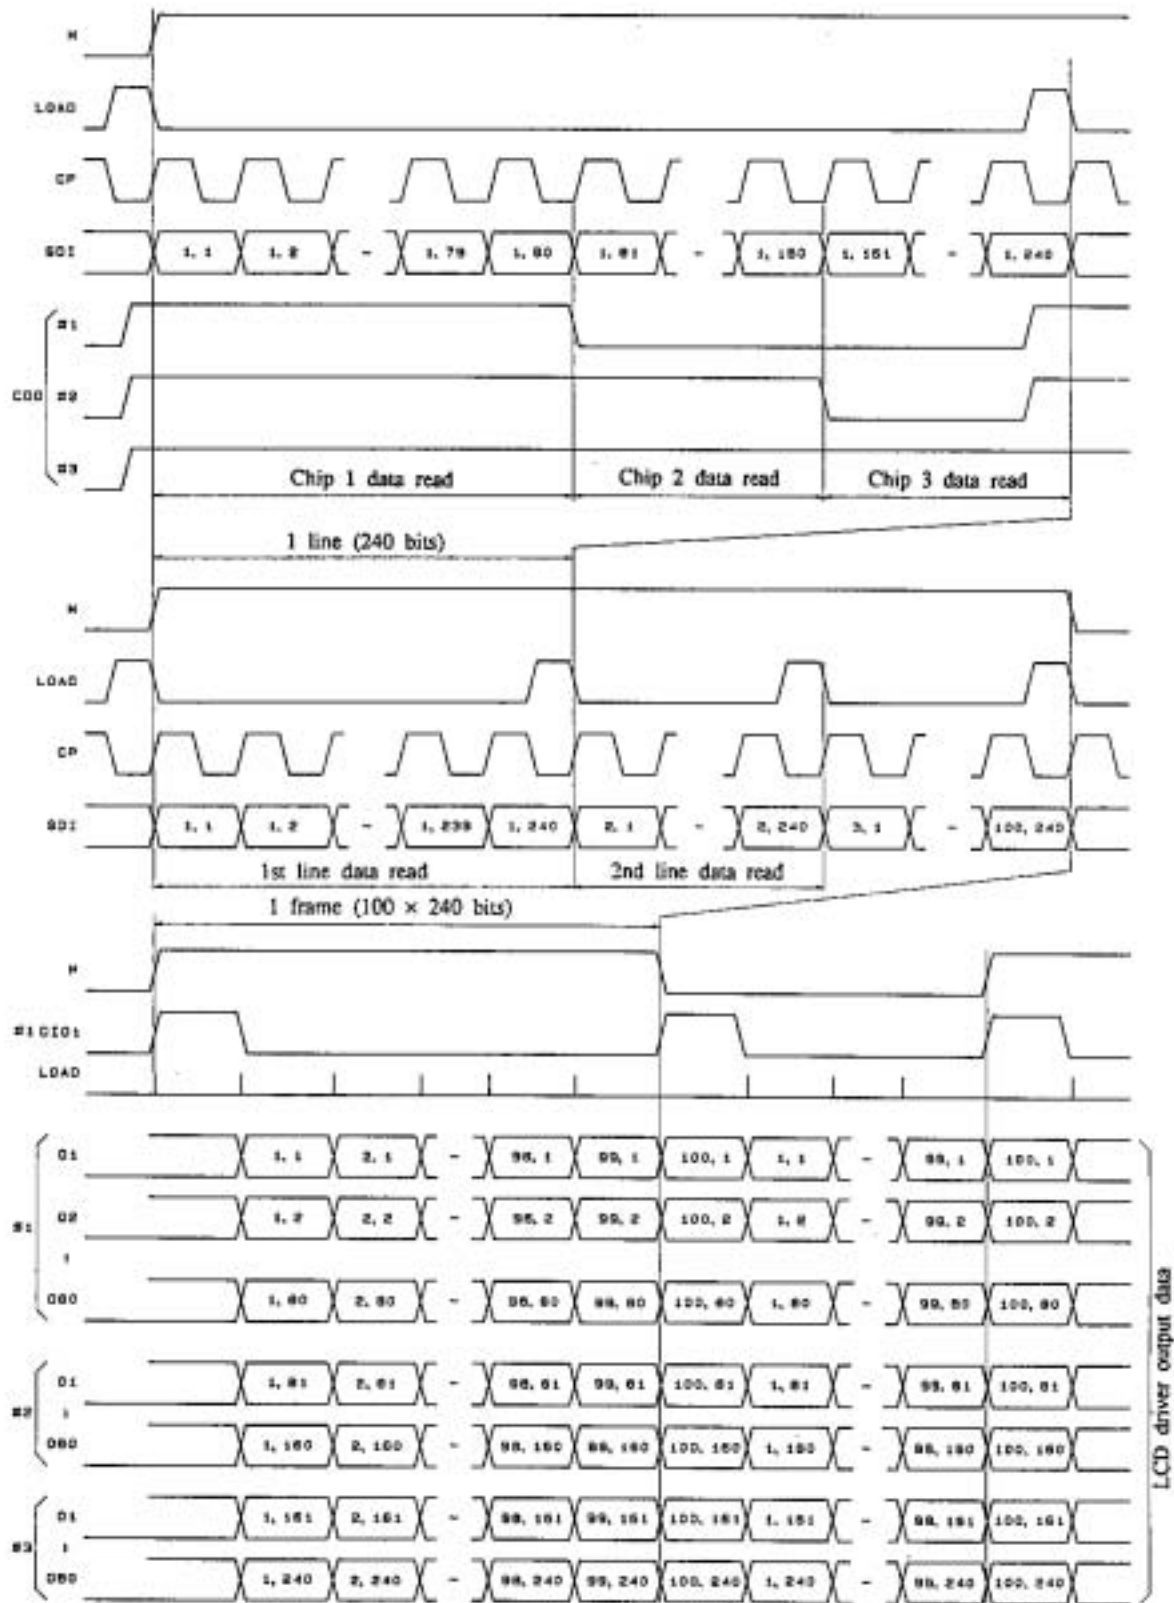 M
LOAD
CP
SDI 1, 1 1, 2 – 1, 79 1, 80 1, 81 – 1, 160 1, 161 – 1, 240
#1
CDO #2
#3
Chip 1 data read Chip 2 data read Chip 3 data read
1 line (240 bits)
M
LOAD
CP
SDI 1, 1 1, 2 – 1, 239 1, 240 2, 1 – 2, 240 3, 1 – 100, 240
1st line data read 2nd line data read
1 frame (100 × 240 bits)
M
#1
LOAD
O1 1, 1 2, 1 – 98, 1 99, 1 100, 1 1, 1 – 99, 1 100, 1
O2 1, 2 2, 2 – 98, 2 99, 2 100, 2 1, 2 – 99, 2 100, 2
#1
O80 1, 80 2, 80 – 98, 80 99, 80 100, 80 1, 80 – 99, 80 100, 80
O1 1, 81 2, 81 – 98, 81 99, 81 100, 81 1, 81 – 99, 81 100, 81
#2
O80 1, 160 2, 160 – 98, 160 99, 160 100, 160 1, 160 – 99, 160 100, 160
O1 1, 161 2, 161 – 98, 161 99, 161 100, 161 1, 161 – 99, 161 100, 161
#3
O80 1, 240 2, 240 – 98, 240 99, 240 100, 240 1, 240 – 99, 240 100, 240
LCD driver output data